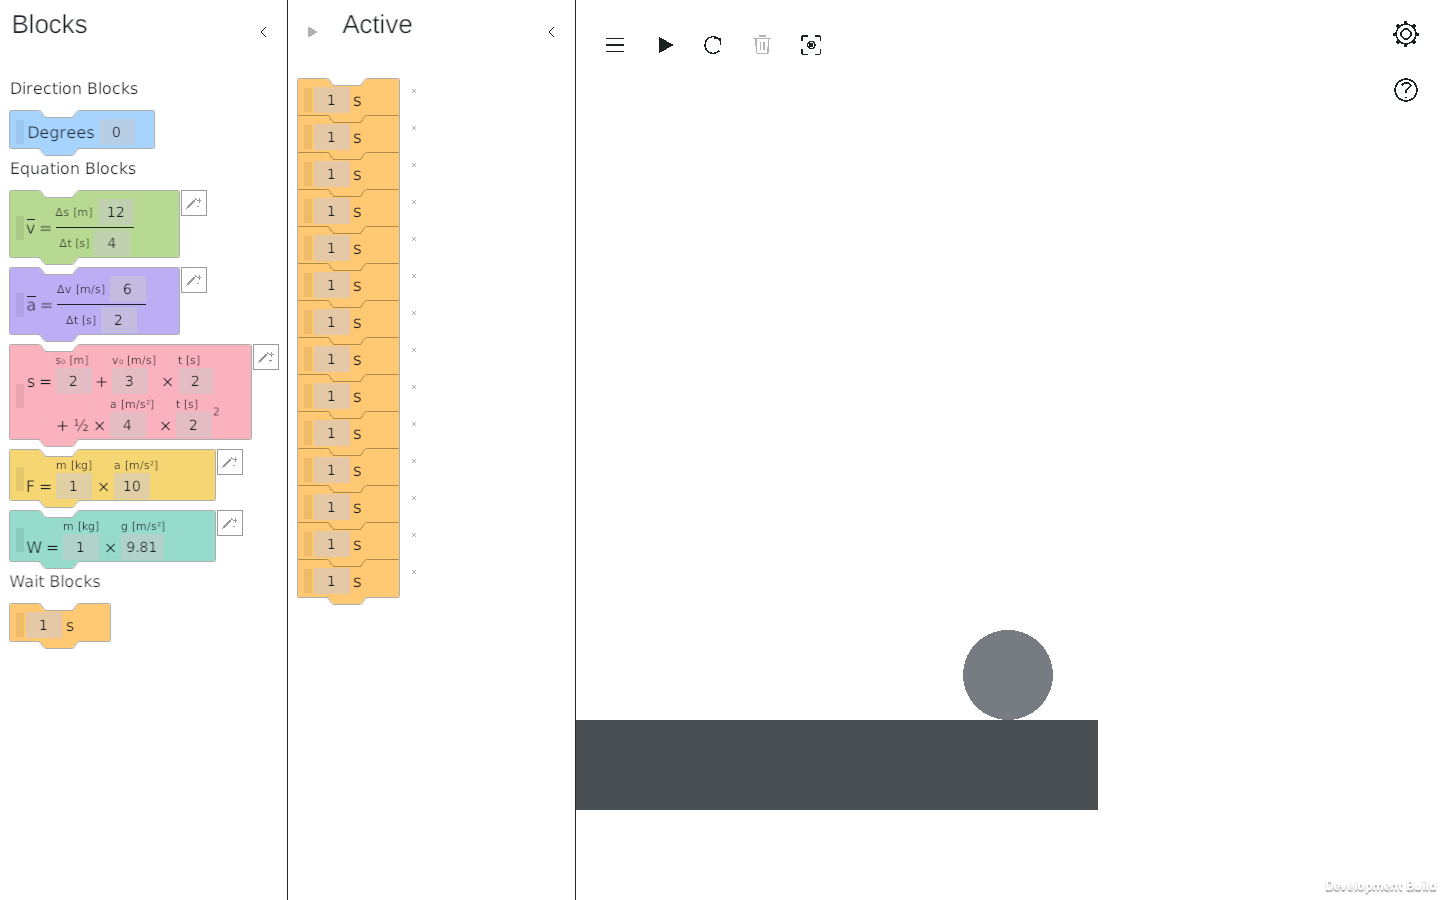 Blocks
Direction Blocks
Degrees 0
Equation Blocks
Δs [m] 12
v̅ =
Δt [s] 4
Δv [m/s] 6
a̅ =
Δt [s] 2
s₀ [m] v₀ [m/s] t [s]
s = 2 + 3 × 2
a [m/s²] t [s] 2
+ ½ × 4 × 2
m [kg] a [m/s²]
F = 1 × 10
m [kg] g [m/s²]
W = 1 × 9.81
Wait Blocks
1 s
Active
1 s
1 s
1 s
1 s
1 s
1 s
1 s
1 s
1 s
1 s
1 s
1 s
1 s
1 s
Development Build